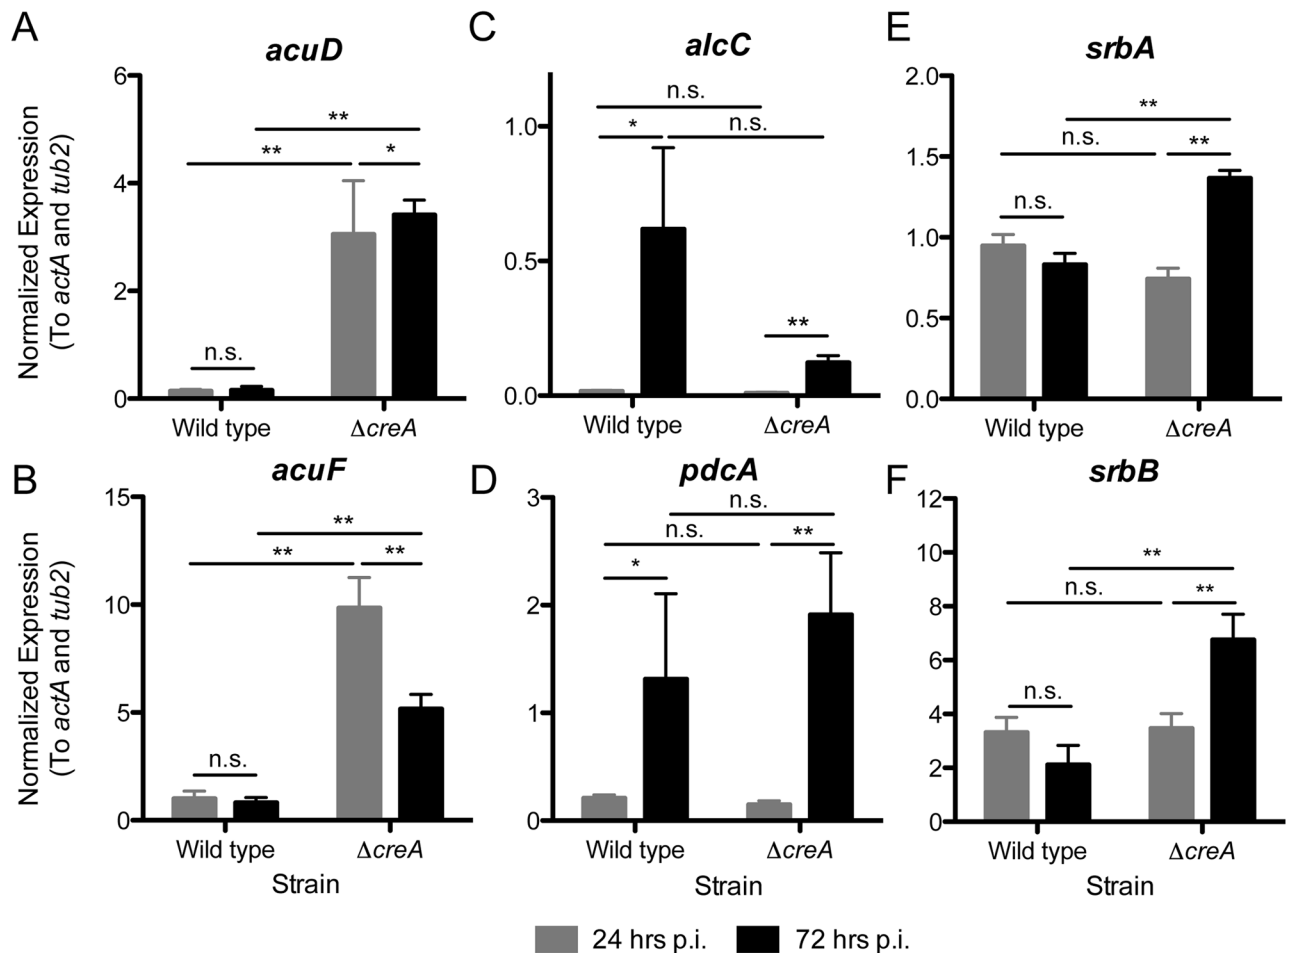 A
acuD
Normalized Expression
(To actA and tub2)
6
4
2
0
**
**
*
n.s.
Wild type
ΔcreA
C
alcC
1.0
0.5
0.0
n.s.
*
n.s.
**
Wild type
ΔcreA
E
srbA
2.0
1.5
1.0
0.5
0.0
**
n.s.
**
n.s.
Wild type
ΔcreA
B
acuF
Normalized Expression
(To actA and tub2)
15
10
5
0
**
**
**
n.s.
Wild type
ΔcreA
Strain
D
pdcA
3
2
1
0
n.s.
n.s.
**
*
Wild type
ΔcreA
Strain
F
srbB
12
10
8
6
4
2
0
**
n.s.
**
n.s.
Wild type
ΔcreA
Strain
24 hrs p.i.
72 hrs p.i.